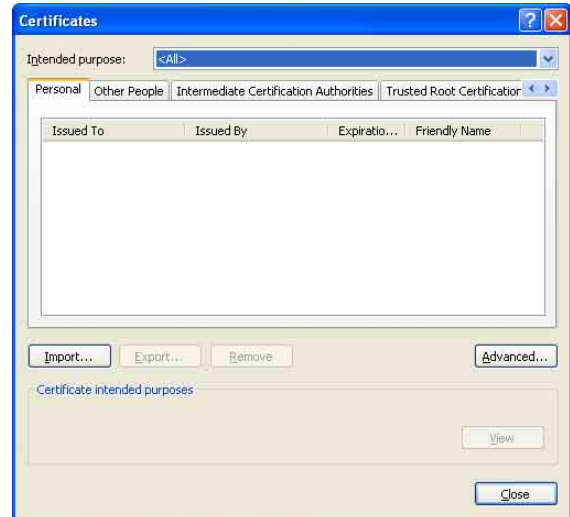 Certificates
Intended purpose: <All>
Personal Other People Intermediate Certification Authorities Trusted Root Certification
Issued To Issued By Expiratio... Friendly Name
Import... Export... Remove Advanced...
Certificate intended purposes
View
Close